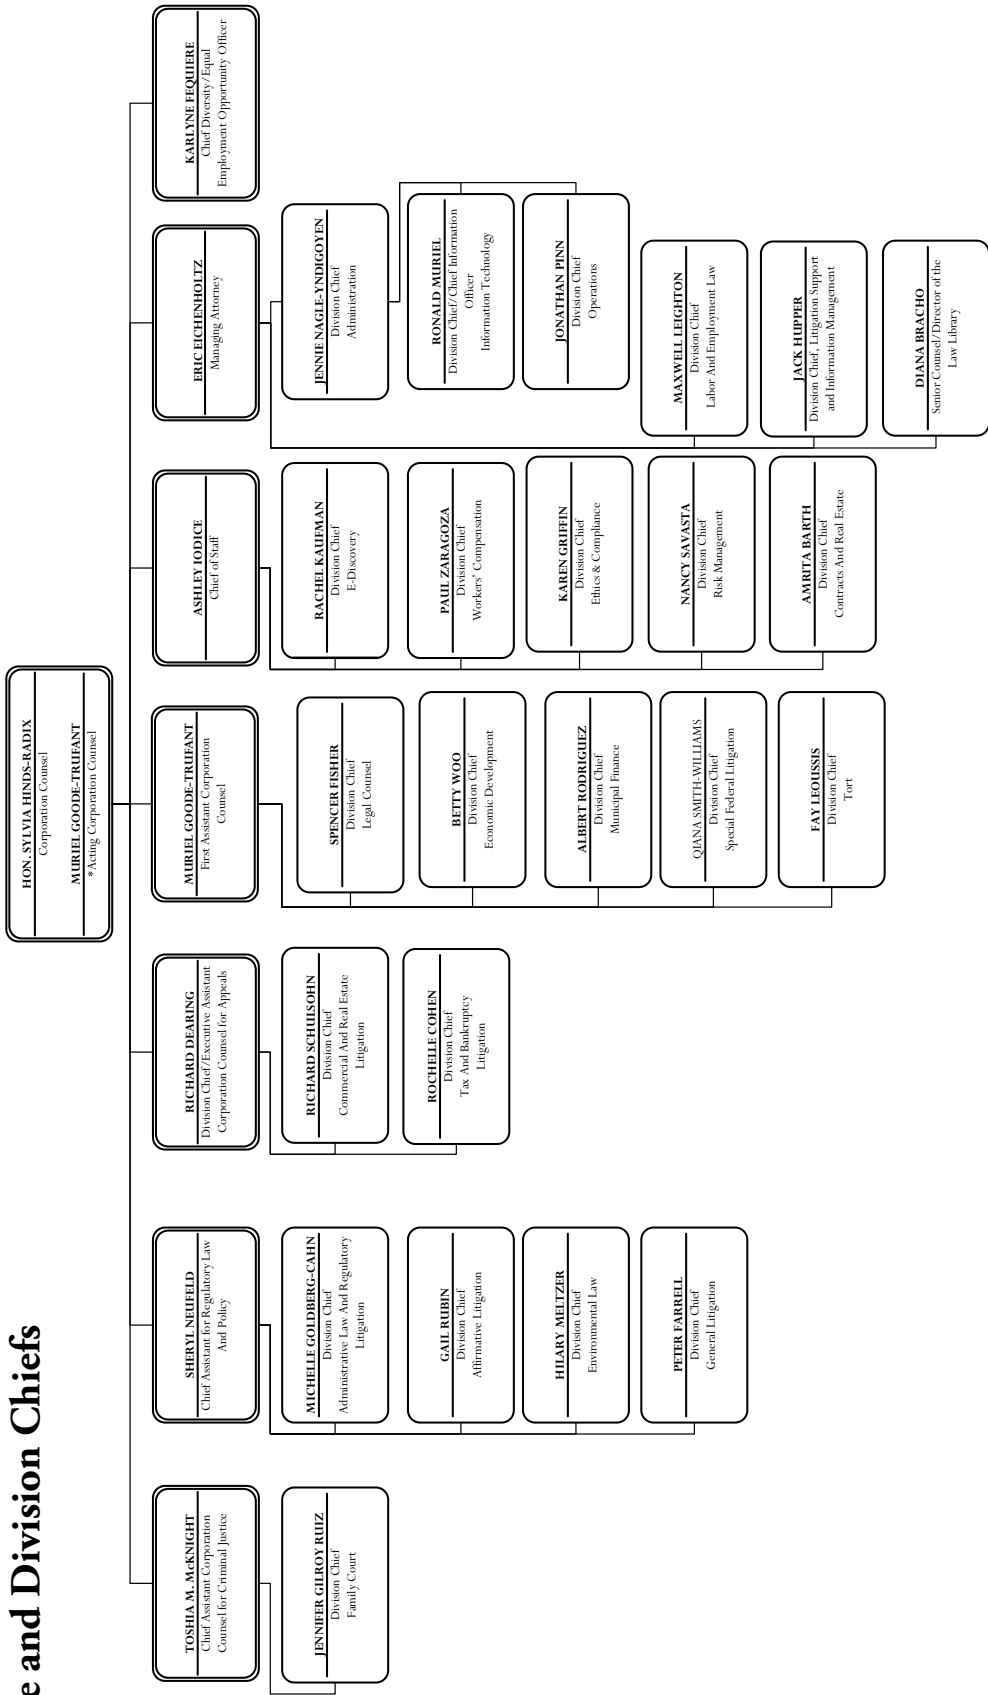 e and Division Chiefs
HON. SYLVIA HINDS-RADIX
Corporation Counsel
MURIEL GOODE-TRUFANT
*Acting Corporation Counsel
TOSHIA M. McKNIGHT
Chief Assistant Corporation
Counsel for Criminal Justice
JENNIFER GILROY RUIZ
Division Chief
Family Court
SHERYL NEUFELD
Chief Assistant for Regulatory Law
And Policy
MICHELLE GOLDBERG-CAHN
Division Chief
Administrative Law And Regulatory
Litigation
GAIL RUBIN
Division Chief
Affirmative Litigation
HILARY MELTZER
Division Chief
Environmental Law
PETER FARRELL
Division Chief
General Litigation
RICHARD DEARING
Division Chief/Executive Assistant
Corporation Counsel for Appeals
RICHARD SCHULSOHN
Division Chief
Commercial And Real Estate
Litigation
ROCHELLE COHEN
Division Chief
Tax And Bankruptcy
Litigation
MURIEL GOODE-TRUFANT
First Assistant Corporation
Counsel
SPENCER FISHER
Division Chief
Legal Counsel
BETTY WOO
Division Chief
Economic Development
ALBERT RODRIGUEZ
Division Chief
Municipal Finance
QIANA SMITH-WILLIAMS
Division Chief
Special Federal Litigation
FAY LEOUSSIS
Division Chief
Tort
ASHLEY IODICE
Chief of Staff
RACHEL KAUFMAN
Division Chief
E-Discovery
PAUL ZARAGOZA
Division Chief
Workers' Compensation
KAREN GRIFFIN
Division Chief
Ethics & Compliance
NANCY SAVASTA
Division Chief
Risk Management
AMRITA BARTH
Division Chief
Contracts And Real Estate
ERIC EICHENHOLTZ
Managing Attorney
JENNIE NAGLE-YNDIGOYEN
Division Chief
Administration
RONALD MURIEL
Division Chief/Chief Information
Officer
Information Technology
JONATHAN PINN
Division Chief
Operations
MAXWELL LEIGHTON
Division Chief
Labor And Employment Law
JACK HUPPER
Division Chief, Litigation Support
and Information Management
DIANA BRACHO
Senior Counsel/Director of the
Law Library
KARLYNE FEQUIERE
Chief Diversity/Equal
Employment Opportunity Officer